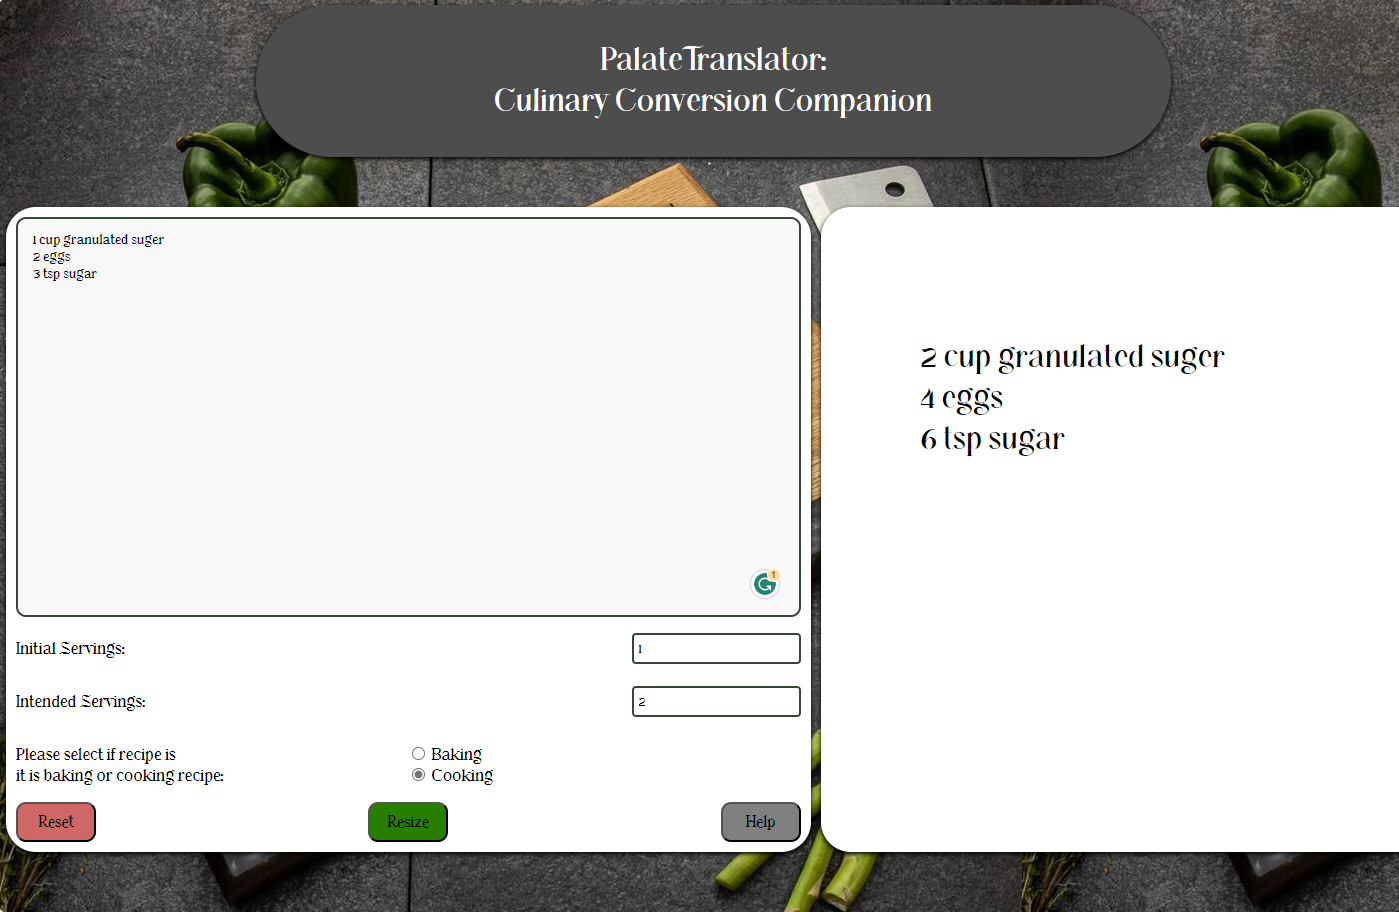 PalateTranslator:
Culinary Conversion Companion
1 cup granulated suger
2 eggs
3 tsp sugar
1
Initial Servings:
1
Intended Servings:
2
Please select if recipe is
it is baking or cooking recipe:
Baking
Cooking
Reset
Resize
Help
2 cup granulated suger
4 eggs
6 tsp sugar